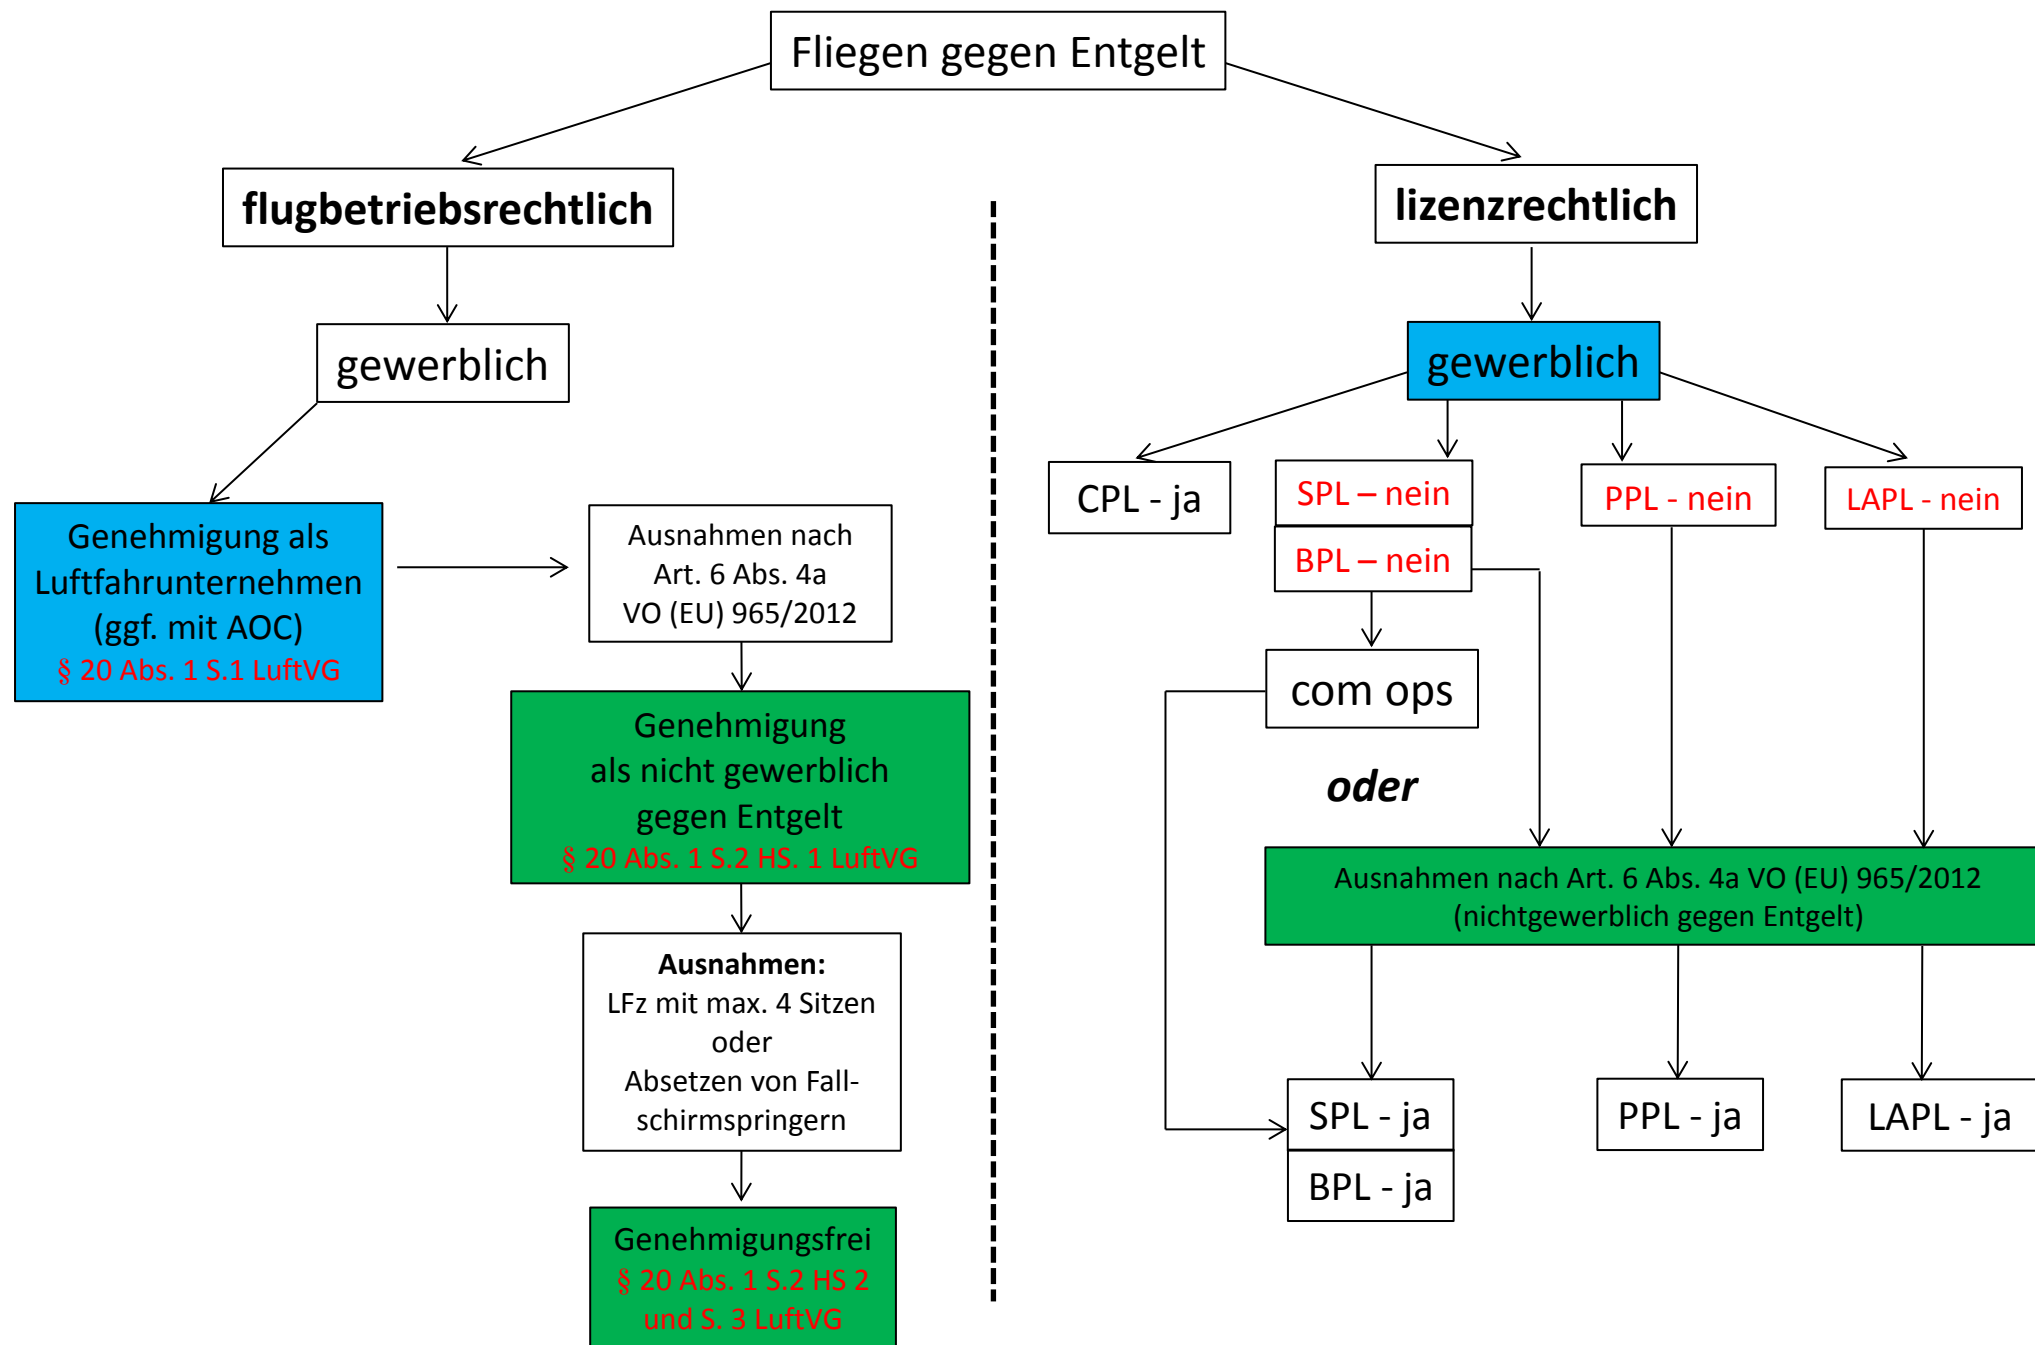 Fliegen gegen Entgelt
flugbetriebsrechtlich
gewerblich
Genehmigung als
Luftfahrunternehmen
(ggf. mit AOC)
§ 20 Abs. 1 S.1 LuftVG
Ausnahmen nach
Art. 6 Abs. 4a
VO (EU) 965/2012
Genehmigung
als nicht gewerblich
gegen Entgelt
§ 20 Abs. 1 S.2 HS. 1 LuftVG
Ausnahmen:
LFz mit max. 4 Sitzen
oder
Absetzen von Fall-
schirmspringern
Genehmigungsfrei
§ 20 Abs. 1 S.2 HS 2
und S. 3 LuftVG
lizenzrechtlich
gewerblich
CPL - ja
SPL – nein
BPL – nein
PPL - nein
LAPL - nein
com ops
oder
Ausnahmen nach Art. 6 Abs. 4a VO (EU) 965/2012
(nichtgewerblich gegen Entgelt)
SPL - ja
BPL - ja
PPL - ja
LAPL - ja